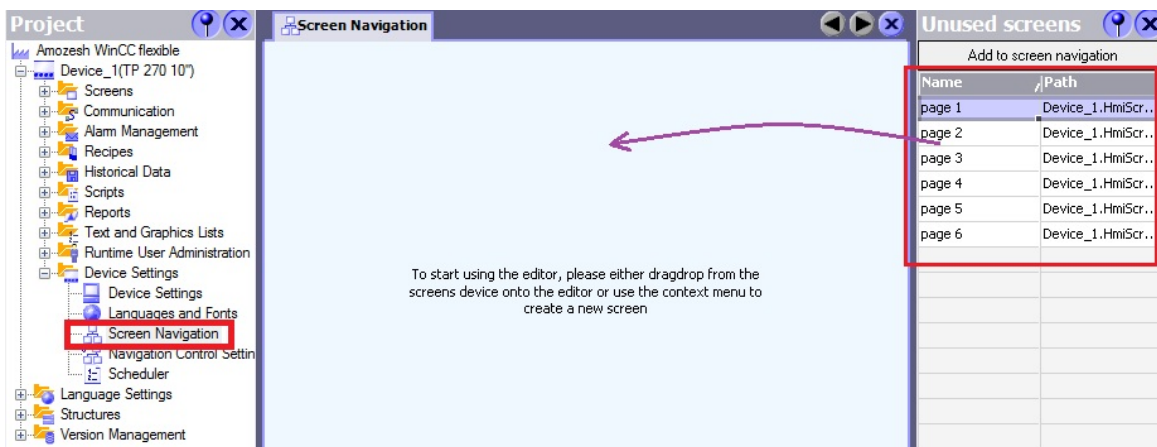 Project
Amozesh WinCC flexible
Device_1(TP 270 10")
Screens
Communication
Alarm Management
Recipes
Historical Data
Scripts
Reports
Text and Graphics Lists
Runtime User Administration
Device Settings
Device Settings
Languages and Fonts
Screen Navigation
Navigation Control Settin
Scheduler
Language Settings
Structures
Version Management
Screen Navigation
To start using the editor, please either dragdrop from the
screens device onto the editor or use the context menu to
create a new screen
Unused screens
Add to screen navigation
Name Path
page 1 Device_1.HmiScr...
page 2 Device_1.HmiScr...
page 3 Device_1.HmiScr...
page 4 Device_1.HmiScr...
page 5 Device_1.HmiScr...
page 6 Device_1.HmiScr...